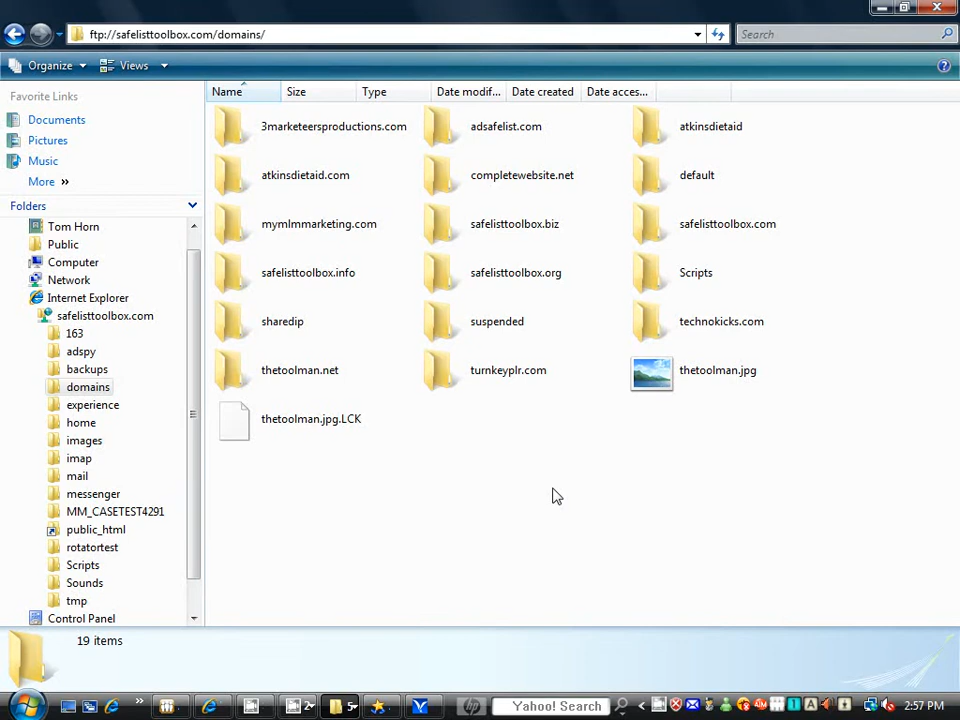 ftp://safelisttoolbox.com/domains/
Search
Organize
Views
Favorite Links
Documents
Pictures
Music
More »
Folders
Tom Horn
Public
Computer
Network
Internet Explorer
safelisttoolbox.com
163
adspy
backups
domains
experience
home
images
imap
mail
messenger
MM_CASETEST4291
public_html
rotatortest
Scripts
Sounds
tmp
Control Panel
Name Size Type Date modif... Date created Date acces...
3marketeersproductions.com adsafelist.com atkinsdietaid
atkinsdietaid.com completewebsite.net default
mymlmmarketing.com safelisttoolbox.biz safelisttoolbox.com
safelisttoolbox.info safelisttoolbox.org Scripts
sharedip suspended technokicks.com
thetoolman.net turnkeyplr.com thetoolman.jpg
thetoolman.jpg.LCK
19 items
2 5 Yahoo! Search 2:57 PM